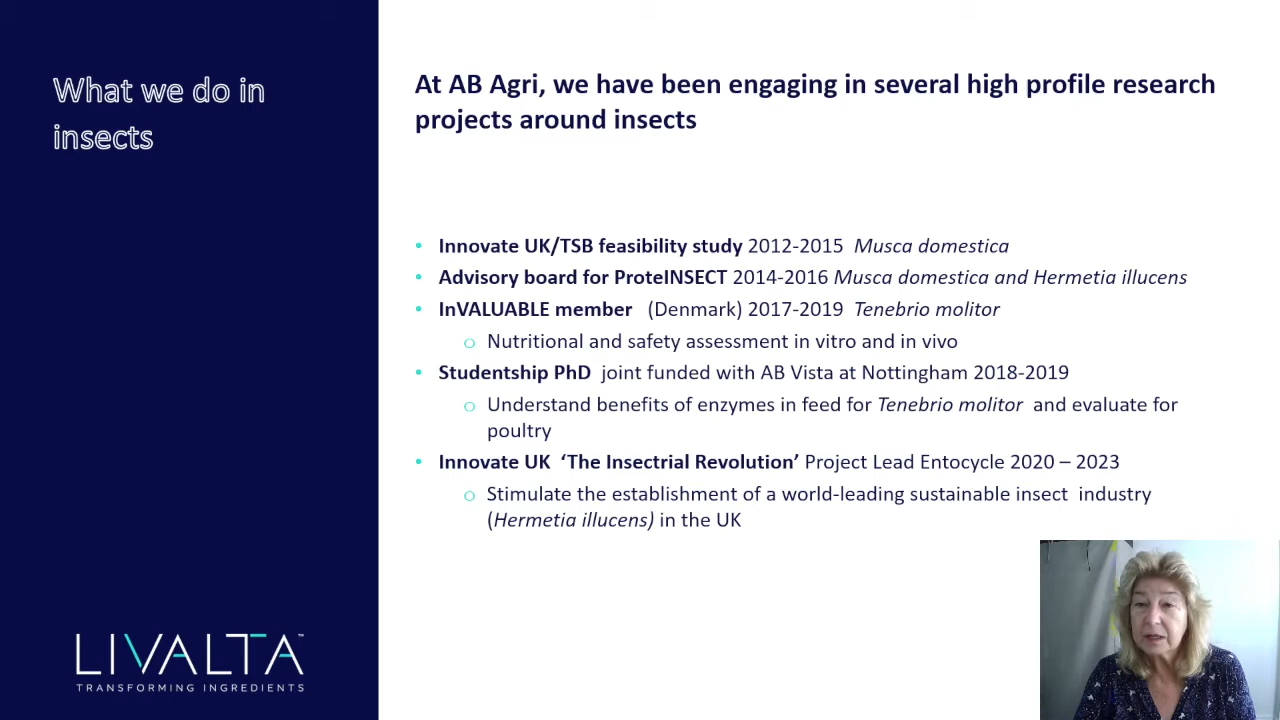 What we do in
insects
At AB Agri, we have been engaging in several high profile research
projects around insects
• Innovate UK/TSB feasibility study 2012-2015 Musca domestica
• Advisory board for ProteINSECT 2014-2016 Musca domestica and Hermetia illucens
• InVALUABLE member (Denmark) 2017-2019 Tenebrio molitor
o Nutritional and safety assessment in vitro and in vivo
• Studentship PhD joint funded with AB Vista at Nottingham 2018-2019
o Understand benefits of enzymes in feed for Tenebrio molitor and evaluate for
poultry
• Innovate UK ‘The Insectrial Revolution’ Project Lead Entocycle 2020 – 2023
o Stimulate the establishment of a world-leading sustainable insect industry
(Hermetia illucens) in the UK
LIVALTA™
TRANSFORMING INGREDIENTS